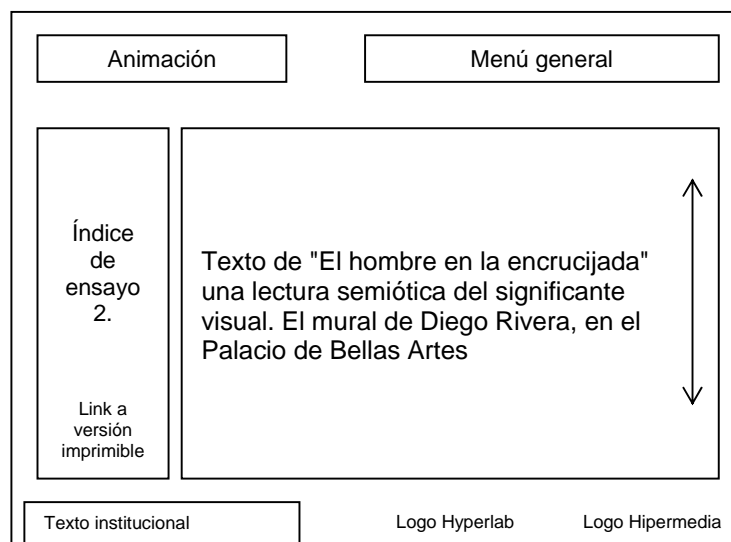 Animación
Menú general
Índice
de
ensayo
2.
Link a
versión
imprimible
Texto de "El hombre en la encrucijada"
una lectura semiótica del significante
visual. El mural de Diego Rivera, en el
Palacio de Bellas Artes
Texto institucional
Logo Hyperlab
Logo Hipermedia